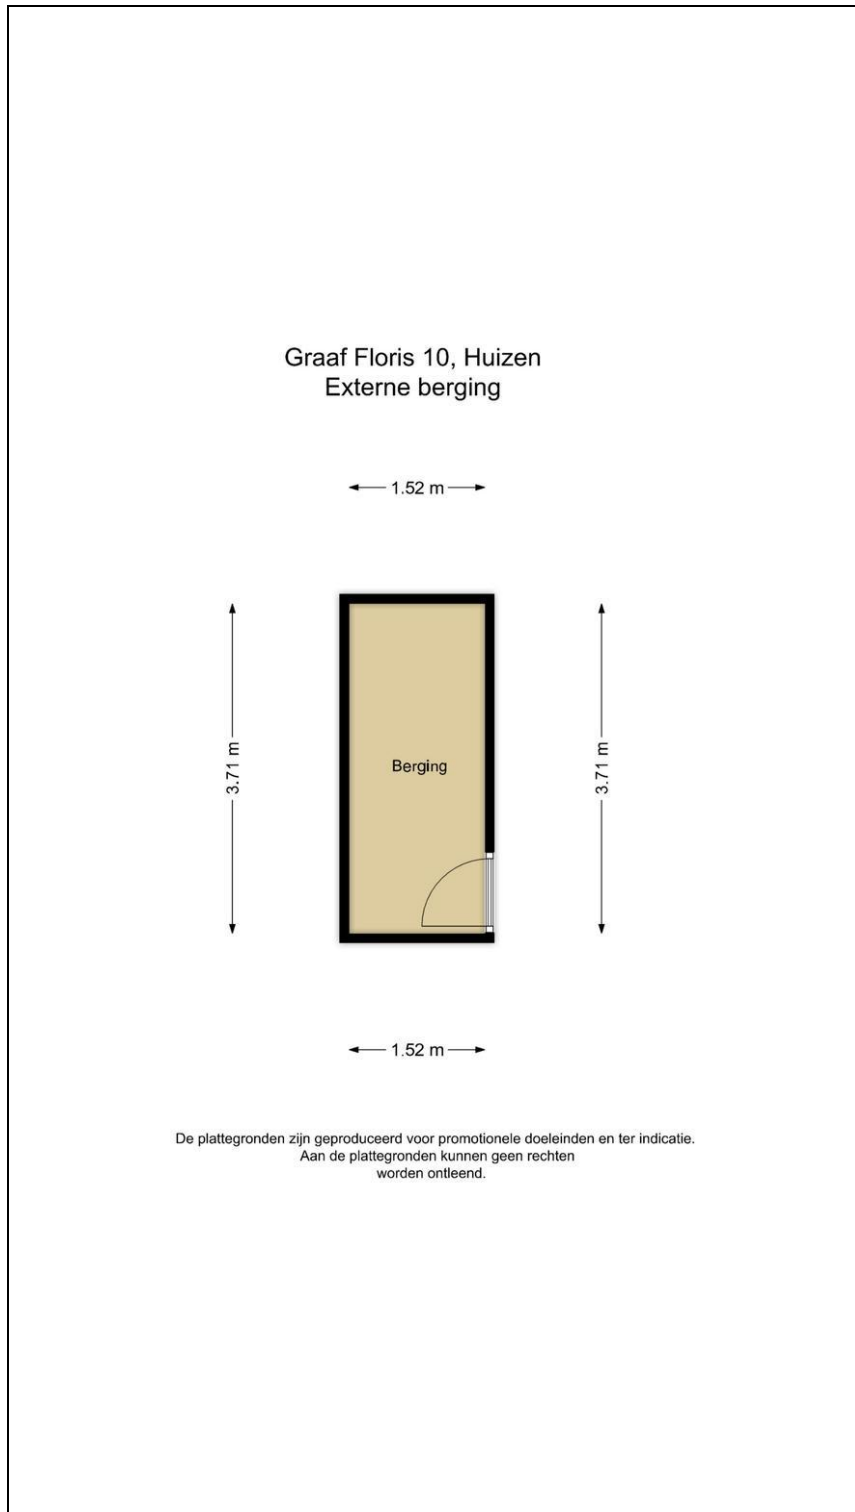 Graaf Floris 10, Huizen
Externe berging
1.52 m
3.71 m
3.71 m
Berging
1.52 m
De plattegronden zijn geproduceerd voor promotionele doeleinden en ter indicatie.
Aan de plattegronden kunnen geen rechten
worden ontleend.